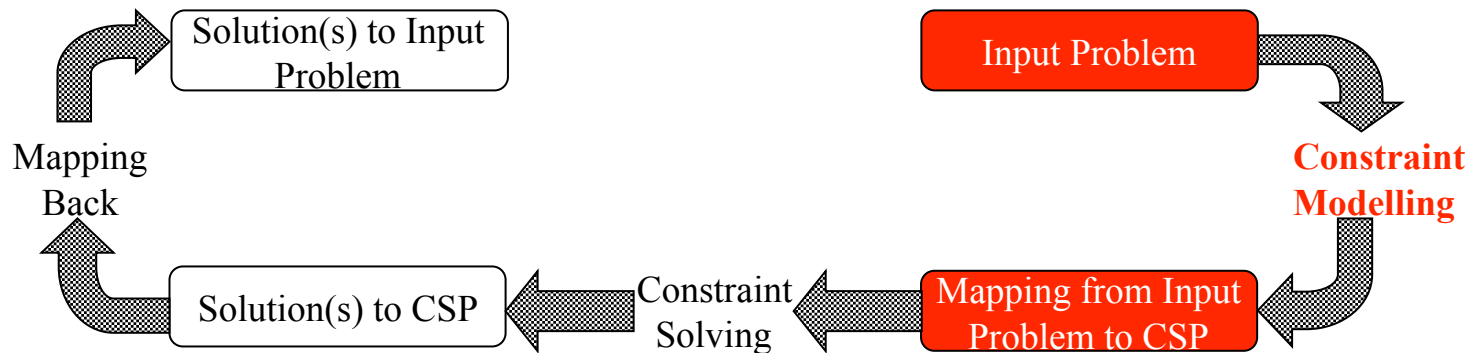 Solution(s) to Input
Problem
Input Problem
Mapping
Back
Constraint
Modelling
Solution(s) to CSP
Constraint
Solving
Mapping from Input
Problem to CSP